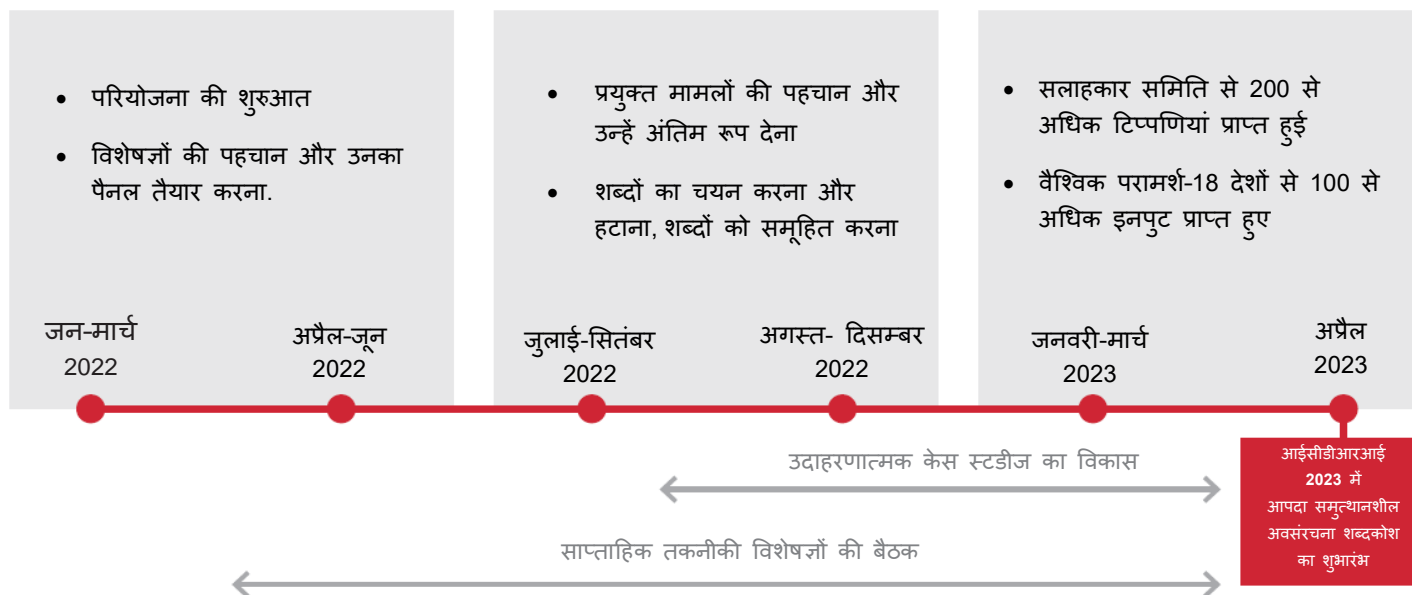 • परियोजना की शुरुआत
• विशेषज्ञों की पहचान और उनका
पैनल तैयार करना.
• प्रयुक्त मामलों की पहचान और
उन्हें अंतिम रूप देना
• शब्दों का चयन करना और
हटाना, शब्दों को समूहित करना
• सलाहकार समिति से 200 से
अधिक टिप्पणियां प्राप्त हुई
• वैश्विक परामर्श-18 देशों से 100 से
अधिक इनपुट प्राप्त हुए
जन-मार्च
2022
अप्रैल-जून
2022
जुलाई-सितंबर
2022
अगस्त- दिसम्बर
2022
जनवरी-मार्च
2023
अप्रैल
2023
उदाहरणात्मक केस स्टडीज का विकास
साप्ताहिक तकनीकी विशेषज्ञों की बैठक
आईसीडीआरआई
2023 में
आपदा समुत्थानशील
अवसंरचना शब्दकोश
का शुभारंभ